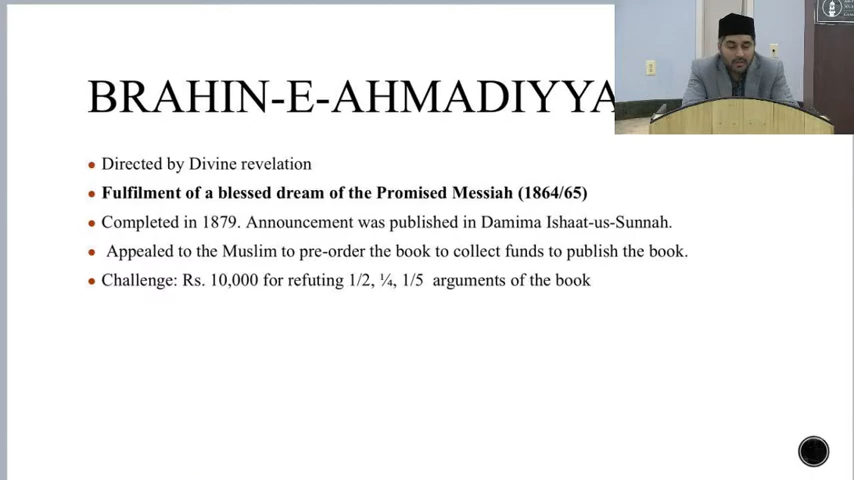 BRAHIN-E-AHMADIYYA
• Directed by Divine revelation
• Fulfilment of a blessed dream of the Promised Messiah (1864/65)
• Completed in 1879. Announcement was published in Damima Ishaat-us-Sunnah.
• Appealed to the Muslim to pre-order the book to collect funds to publish the book.
• Challenge: Rs. 10,000 for refuting 1/2, ¼, 1/5 arguments of the book